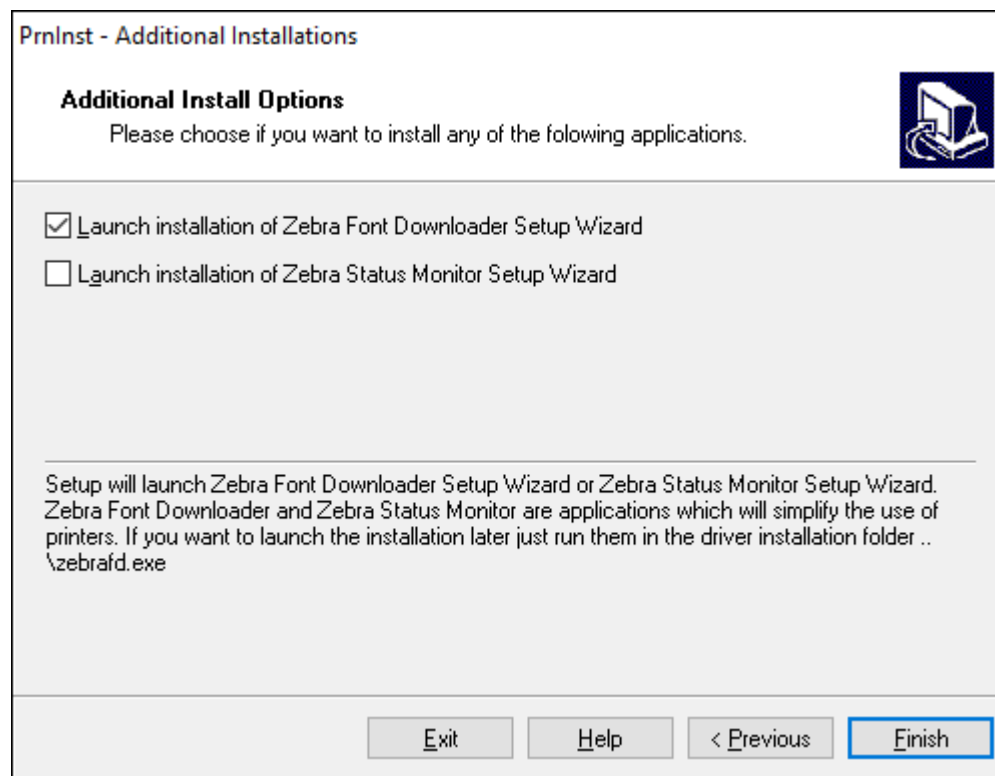 PrnInst - Additional Installations
Additional Install Options
Please choose if you want to install any of the folowing applications.
Launch installation of Zebra Font Downloader Setup Wizard
Launch installation of Zebra Status Monitor Setup Wizard
Setup will launch Zebra Font Downloader Setup Wizard or Zebra Status Monitor Setup Wizard.
Zebra Font Downloader and Zebra Status Monitor are applications which will simplify the use of
printers. If you want to launch the installation later just run them in the driver installation folder ..
\zebrafd.exe
Exit Help < Previous Finish